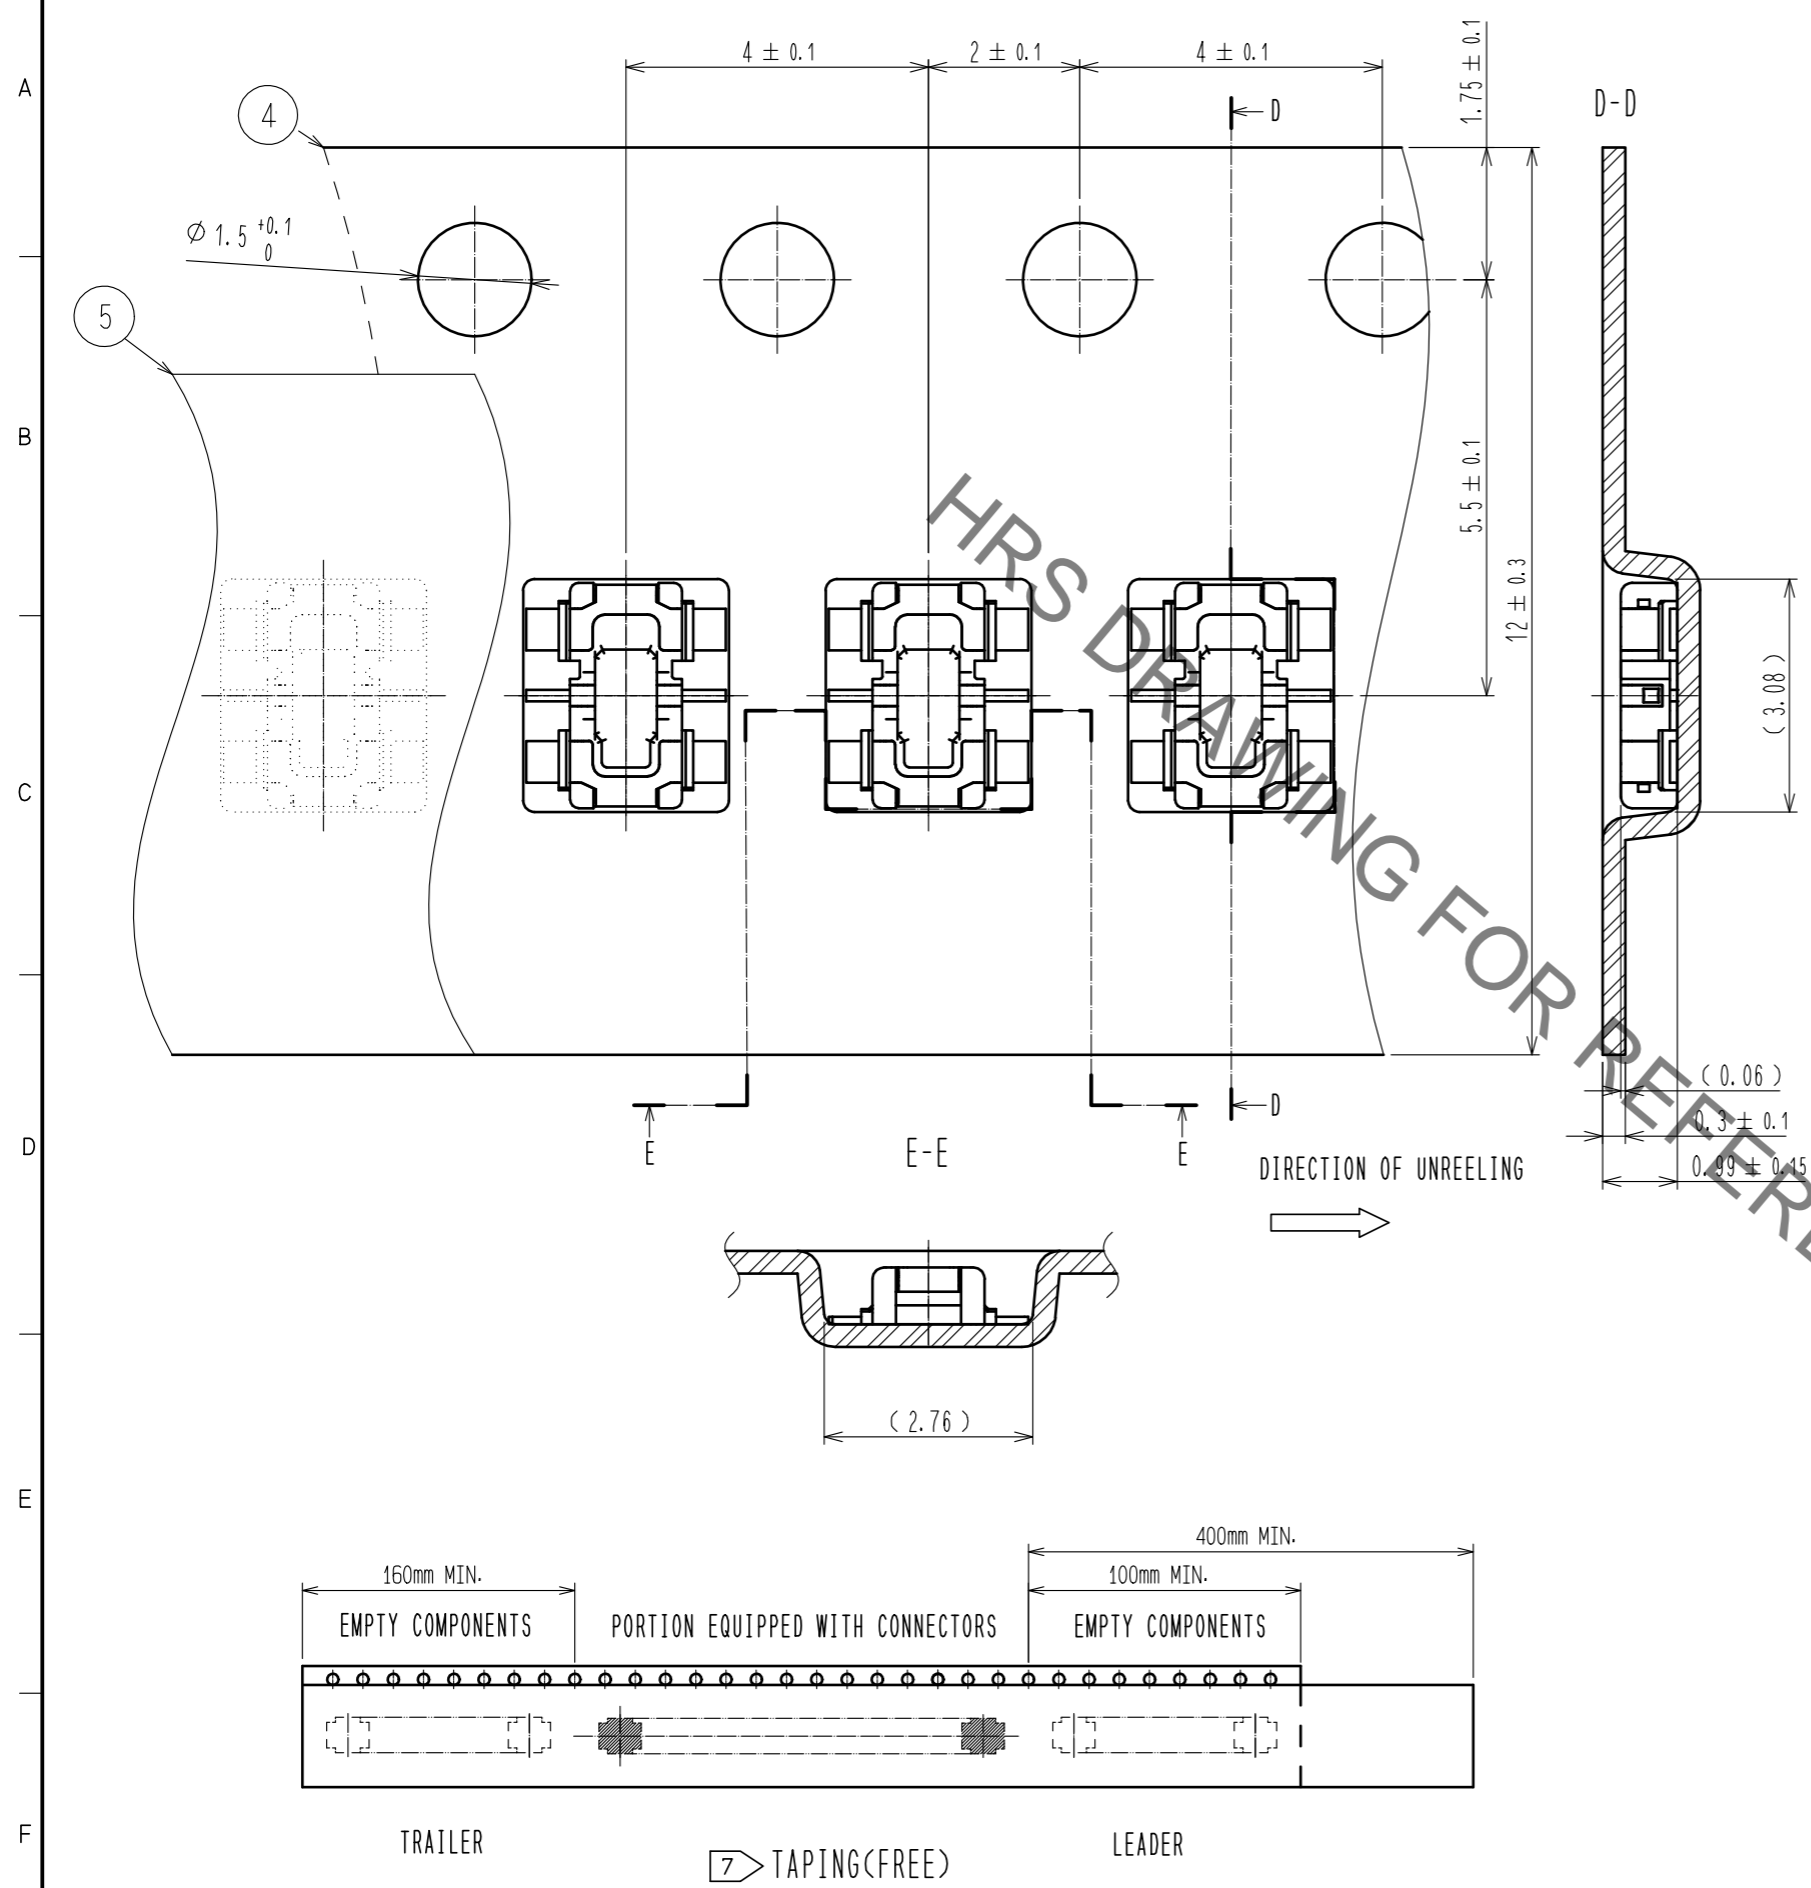 A
B
C
D
E
F
4 ± 0.1
2 ± 0.1
4 ± 0.1
1.75 ± 0.1
D
D-D
4
Ø 1.5 +0.1 0
5
5.5 ± 0.1
12 ± 0.3
(3.08)
HRS DRAWING FOR REFERE
(0.06)
0.3 ± 0.1
0.99 ± 0.15
E
E-E
E
D
DIRECTION OF UNREELING
(2.76)
400mm MIN.
160mm MIN.
100mm MIN.
EMPTY COMPONENTS
PORTION EQUIPPED WITH CONNECTORS
EMPTY COMPONENTS
TRAILER
LEADER
7 TAPING(FREE)